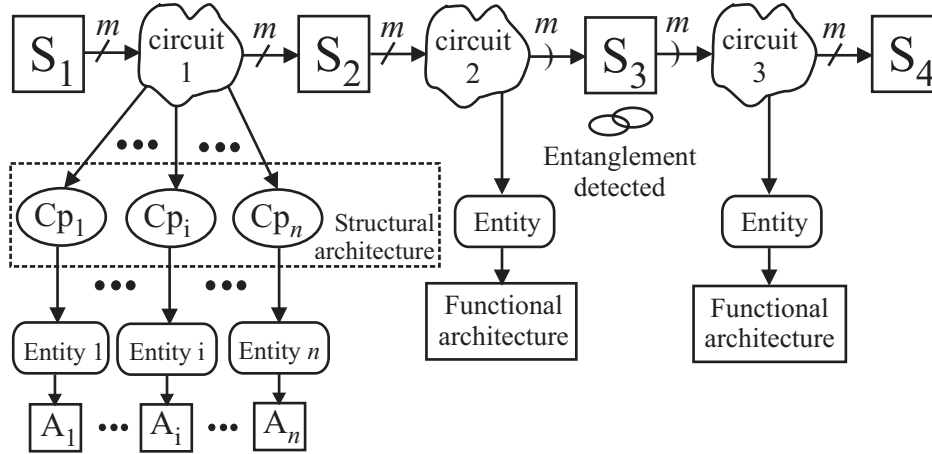 S1 m circuit 1 m S2 m circuit 2 m S3 m circuit 3 m S4
Entanglement
detected
Cp1 Cpi Cpn
Structural
architecture
Entity Entity
Functional
architecture
Functional
architecture
Entity 1 Entity i Entity n
A1 Ai An